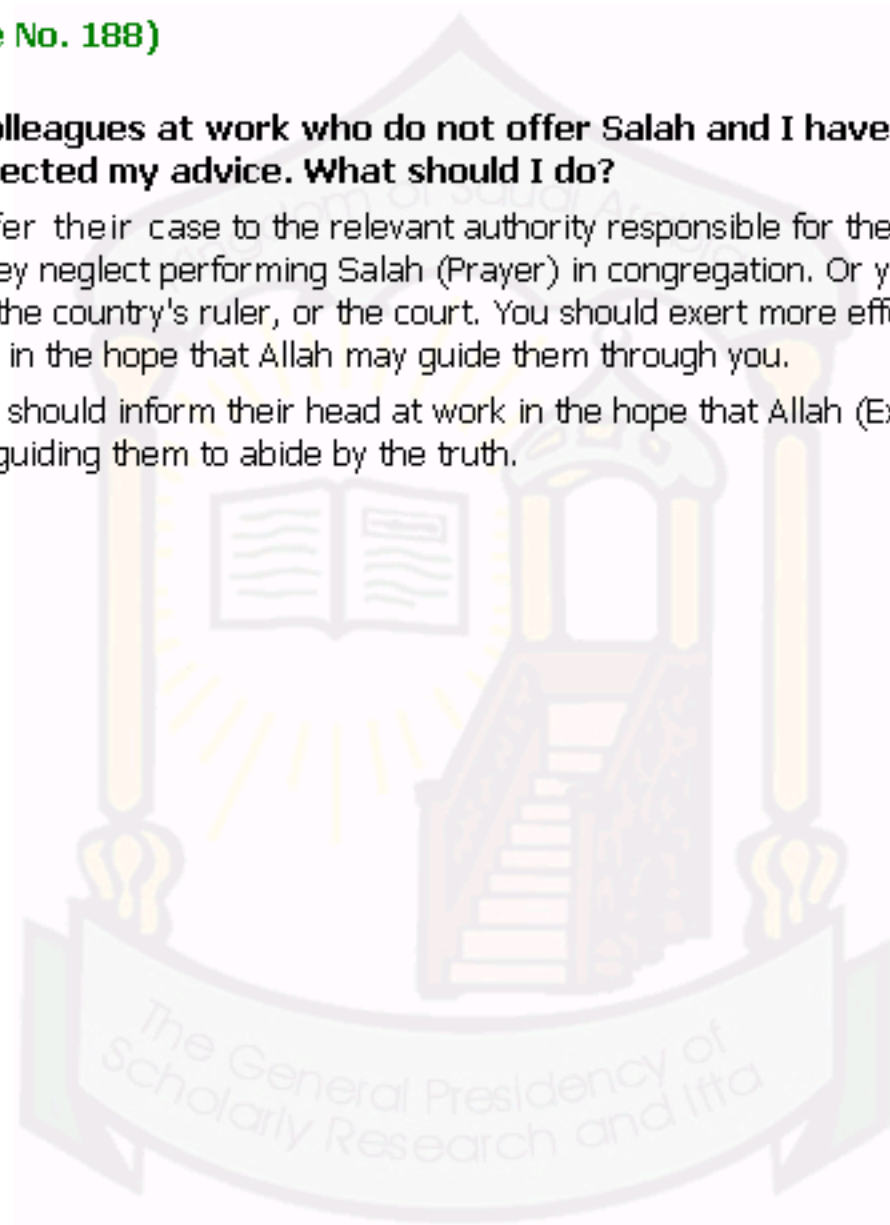 e No. 188)
olleagues at work who do not offer Salah and I have
ected my advice. What should I do?
fer their case to the relevant authority responsible for the
ey neglect performing Salah (Prayer) in congregation. Or y
the country's ruler, or the court. You should exert more eff
in the hope that Allah may guide them through you.
should inform their head at work in the hope that Allah (Ex
guiding them to abide by the truth.
Kingdom of Saudi Arabia
The General Presidency of
Scholarly Research and Ifta